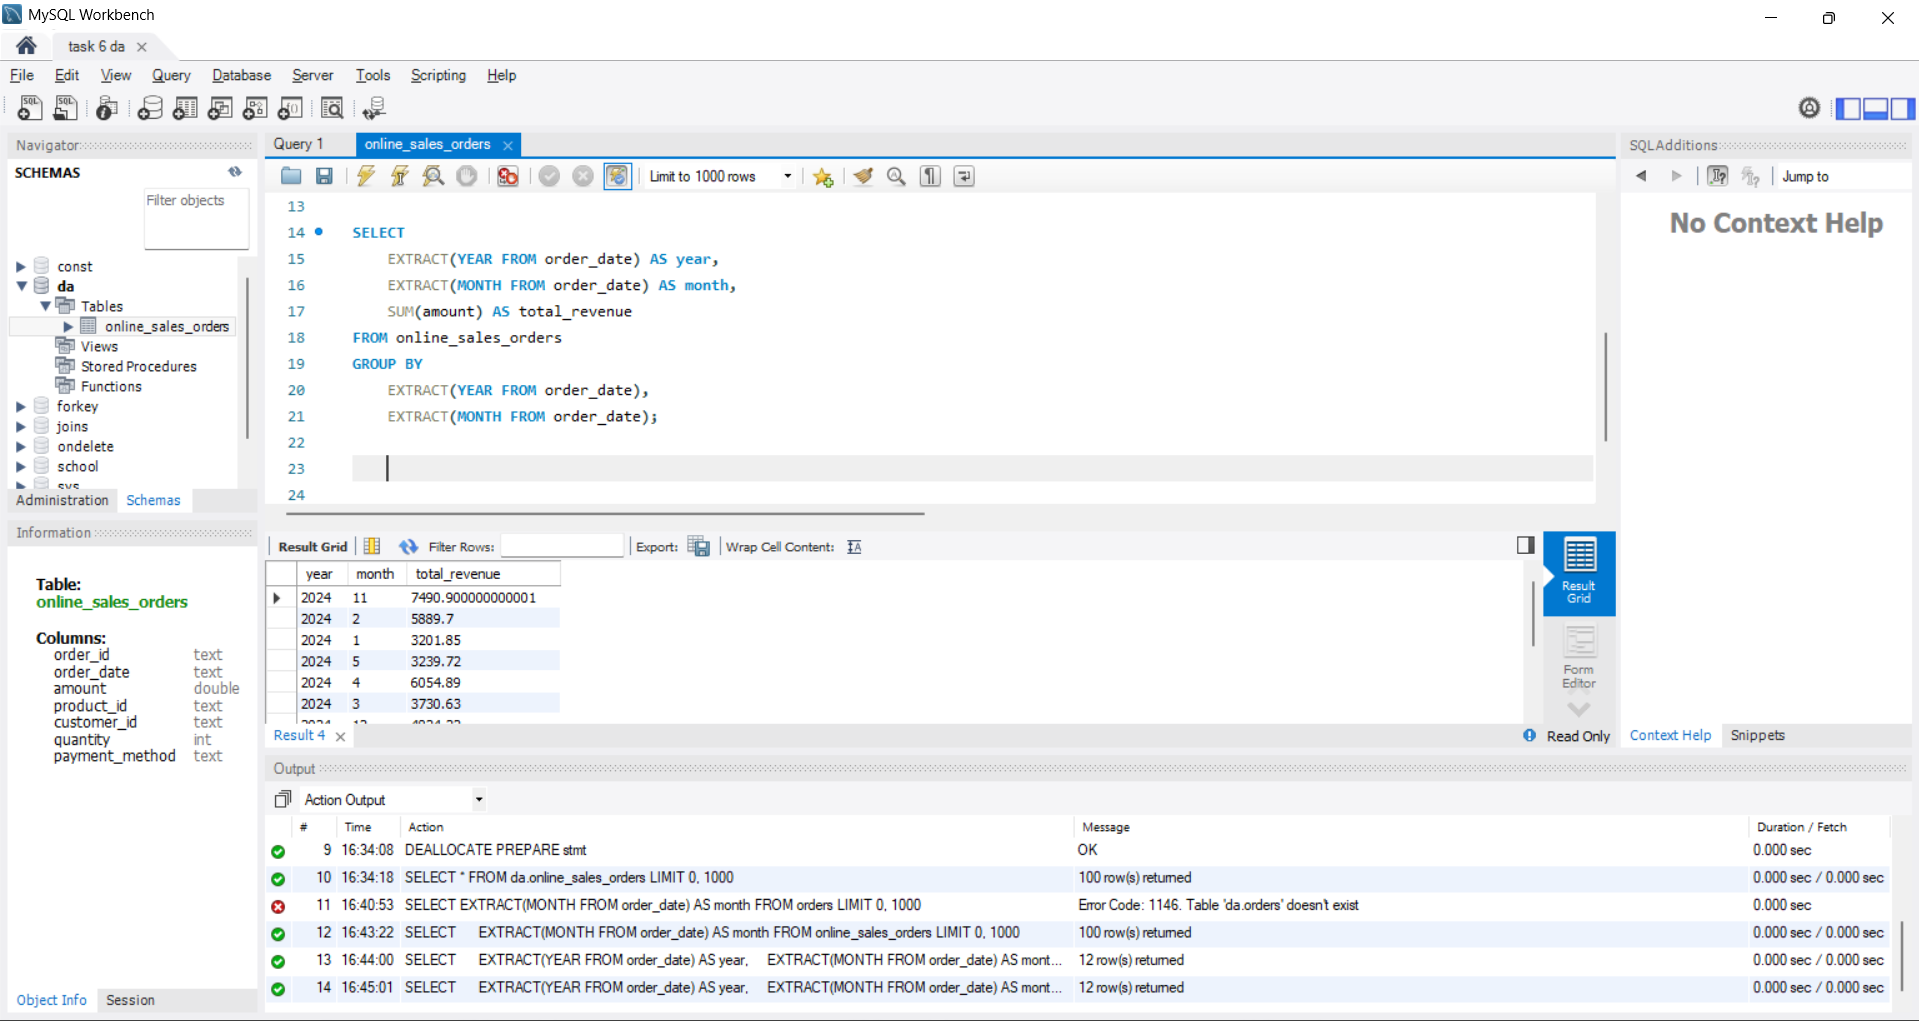 MySQL Workbench
task 6 da
File Edit View Query Database Server Tools Scripting Help
Navigator
SCHEMAS
Filter objects
const
da
Tables
online_sales_orders
Views
Stored Procedures
Functions
forkey
joins
ondelete
school
sys
Administration Schemas
Information
Table:
online_sales_orders
Columns:
order_id text
order_date text
amount double
product_id text
customer_id text
quantity int
payment_method text
Object Info Session
Query 1 online_sales_orders
Limit to 1000 rows
13
14 SELECT
15 EXTRACT(YEAR FROM order_date) AS year,
16 EXTRACT(MONTH FROM order_date) AS month,
17 SUM(amount) AS total_revenue
18 FROM online_sales_orders
19 GROUP BY
20 EXTRACT(YEAR FROM order_date),
21 EXTRACT(MONTH FROM order_date);
22
23
24
Result Grid Filter Rows: Export: Wrap Cell Content:
year month total_revenue
2024 11 7490.900000000001
2024 2 5889.7
2024 1 3201.85
2024 5 3239.72
2024 4 6054.89
2024 3 3730.63
Result Grid
Form Editor
Result 4
Read Only
SQLAdditions
Jump to
No Context Help
Context Help Snippets
Output
Action Output
# Time Action Message Duration / Fetch
9 16:34:08 DEALLOCATE PREPARE stmt OK 0.000 sec
10 16:34:18 SELECT * FROM da.online_sales_orders LIMIT 0, 1000 100 row(s) returned 0.000 sec / 0.000 sec
11 16:40:53 SELECT EXTRACT(MONTH FROM order_date) AS month FROM orders LIMIT 0, 1000 Error Code: 1146. Table 'da.orders' doesn't exist 0.000 sec
12 16:43:22 SELECT EXTRACT(MONTH FROM order_date) AS month FROM online_sales_orders LIMIT 0, 1000 100 row(s) returned 0.000 sec / 0.000 sec
13 16:44:00 SELECT EXTRACT(YEAR FROM order_date) AS year, EXTRACT(MONTH FROM order_date) AS mont... 12 row(s) returned 0.000 sec / 0.000 sec
14 16:45:01 SELECT EXTRACT(YEAR FROM order_date) AS year, EXTRACT(MONTH FROM order_date) AS mont... 12 row(s) returned 0.000 sec / 0.000 sec